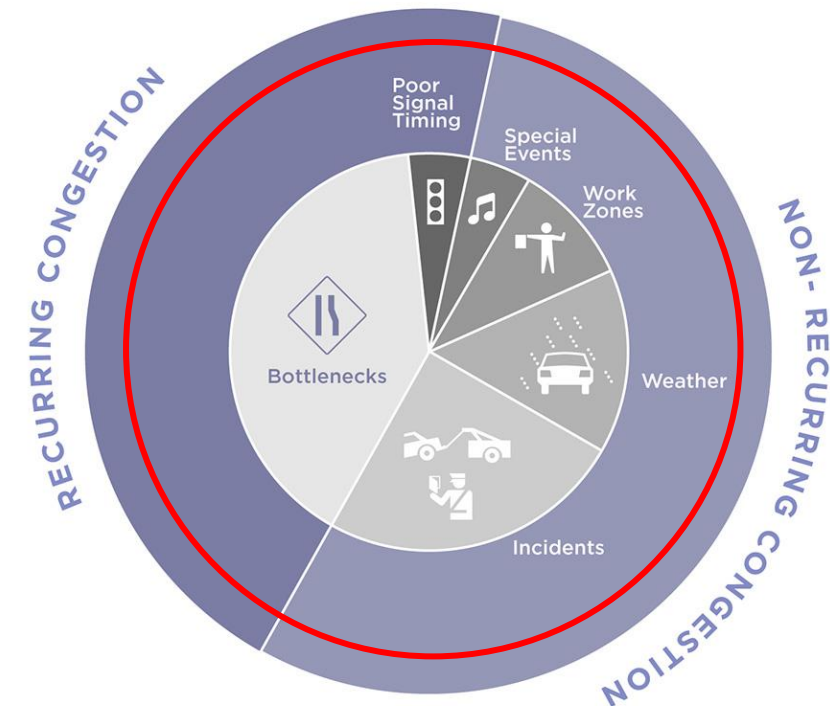 RECURRING CONGESTION
Poor
Signal
Timing
Special
Events
Work
Zones
Weather
Incidents
Bottlenecks
NON- RECURRING CONGESTION